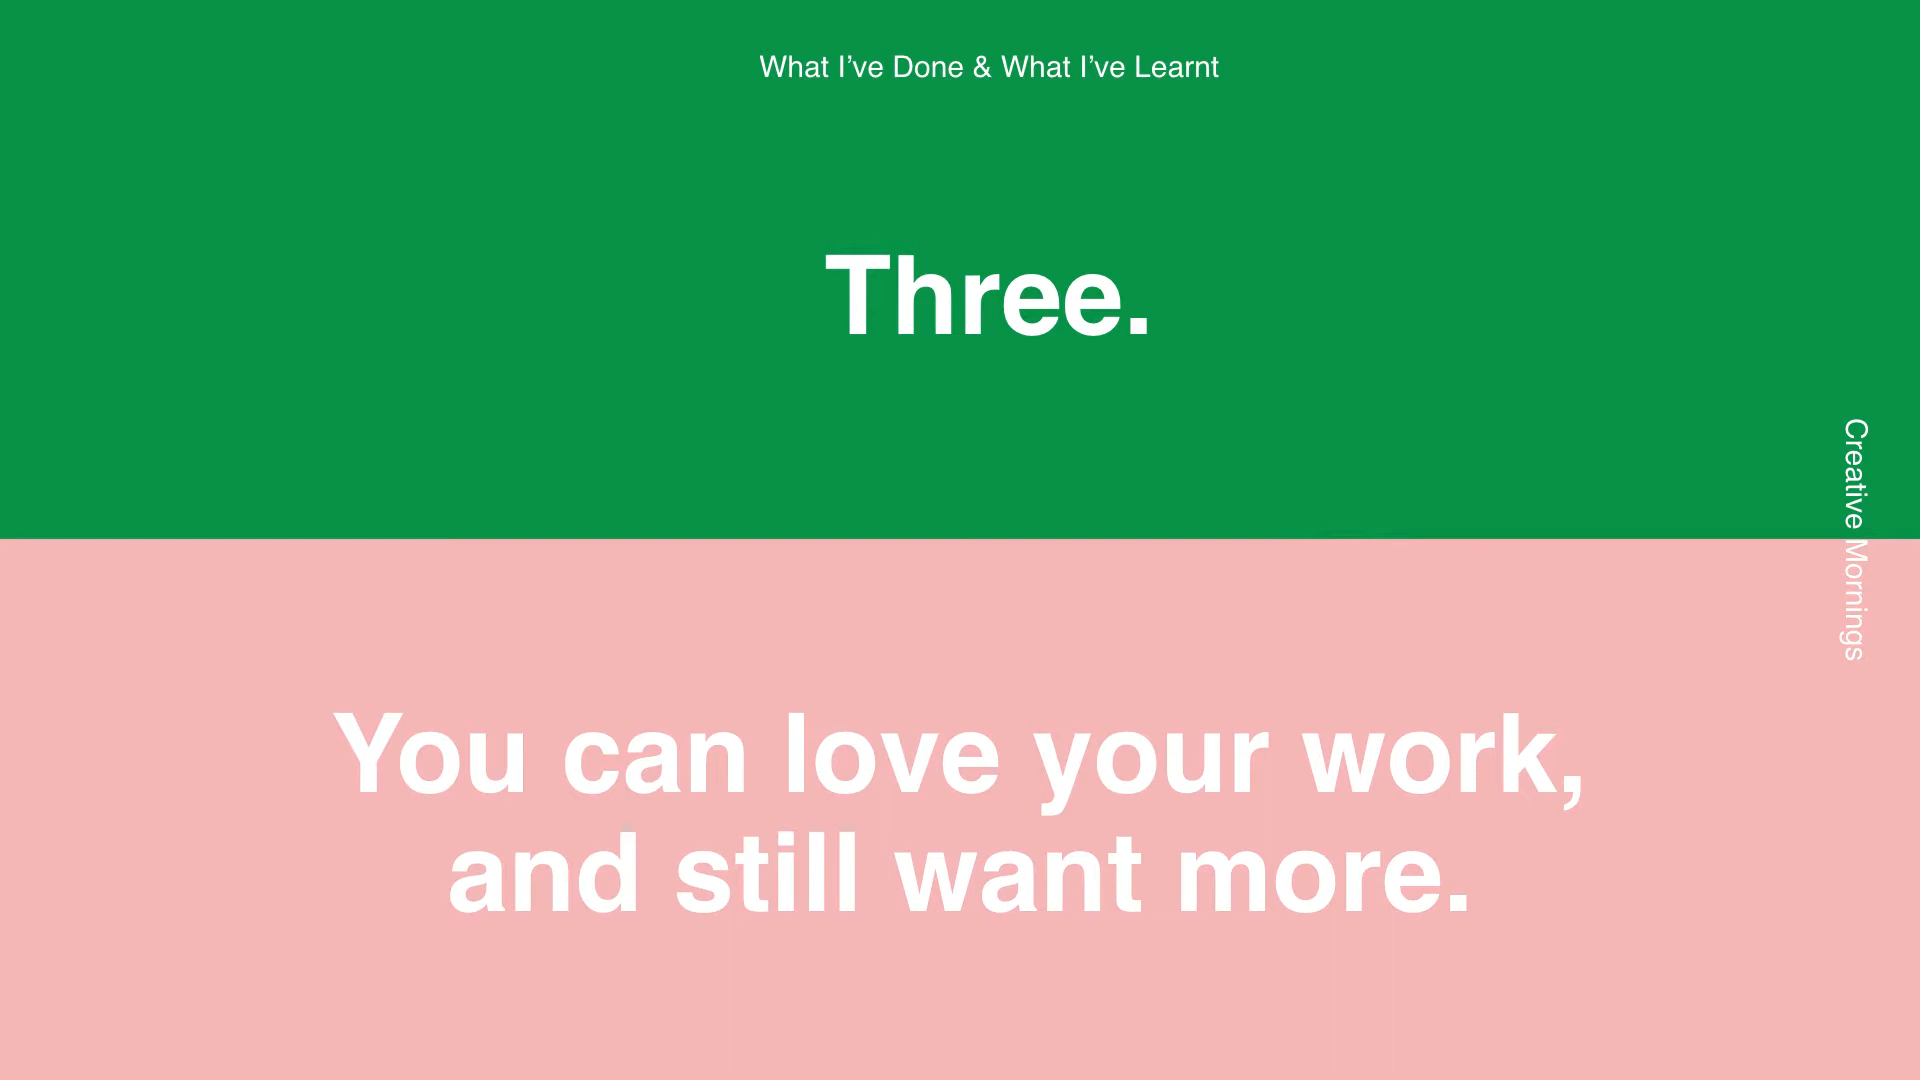 What I’ve Done & What I’ve Learnt
Three.
Creative Mornings
You can love your work,
and still want more.